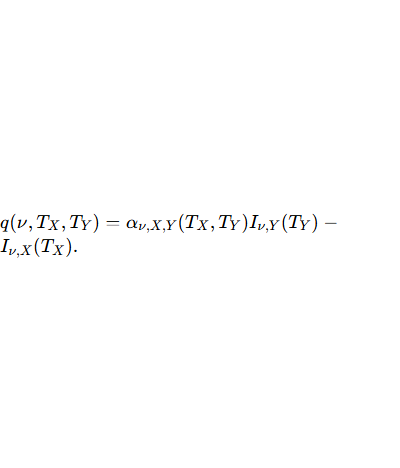 q(ν, T_X, T_Y) = α_{ν,X,Y}(T_X, T_Y)I_{ν,Y}(T_Y) −
I_{ν,X}(T_X).